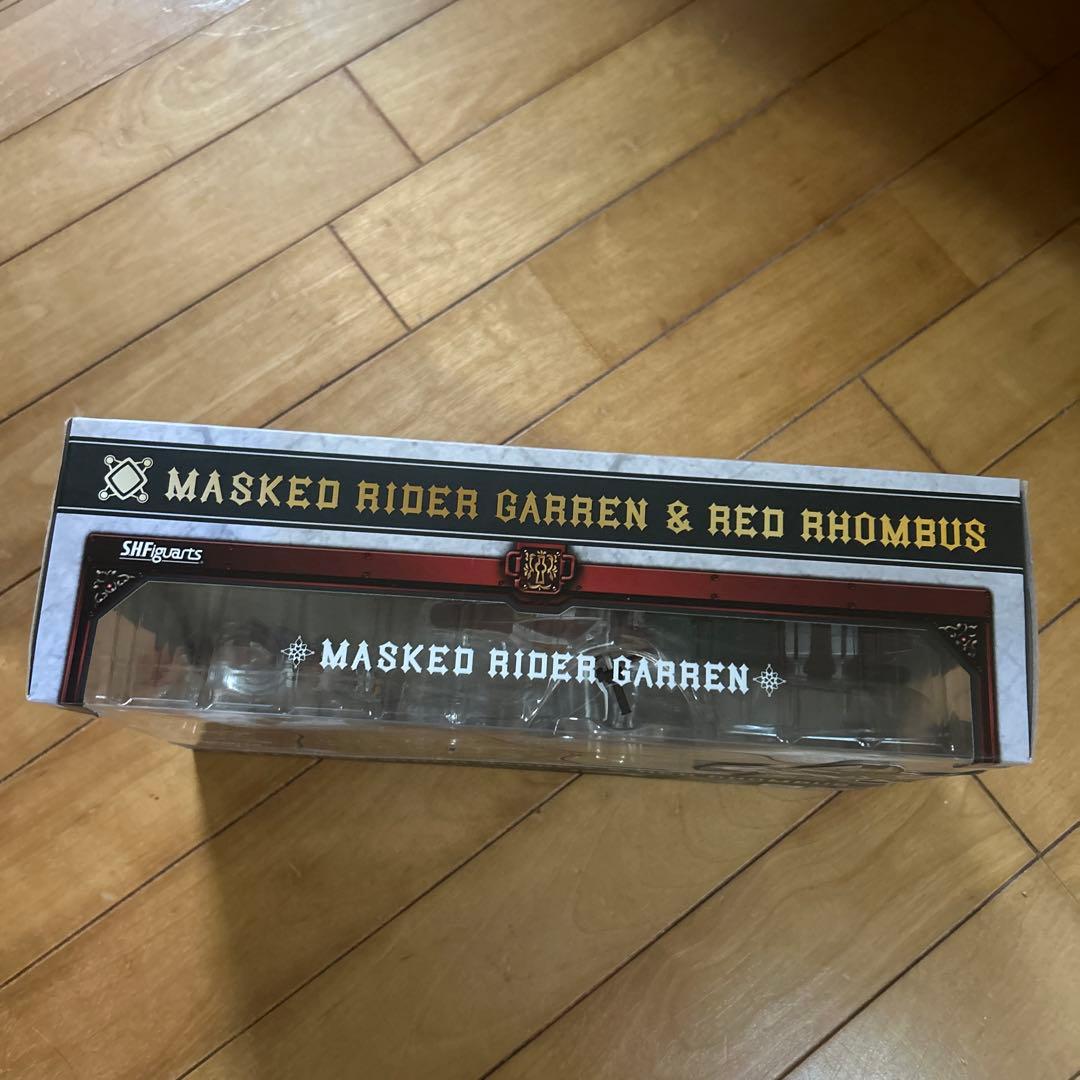 MASKED RIDER GARREN & RED RHOMBUS
SHFiguarts
MASKED RIDER GARREN